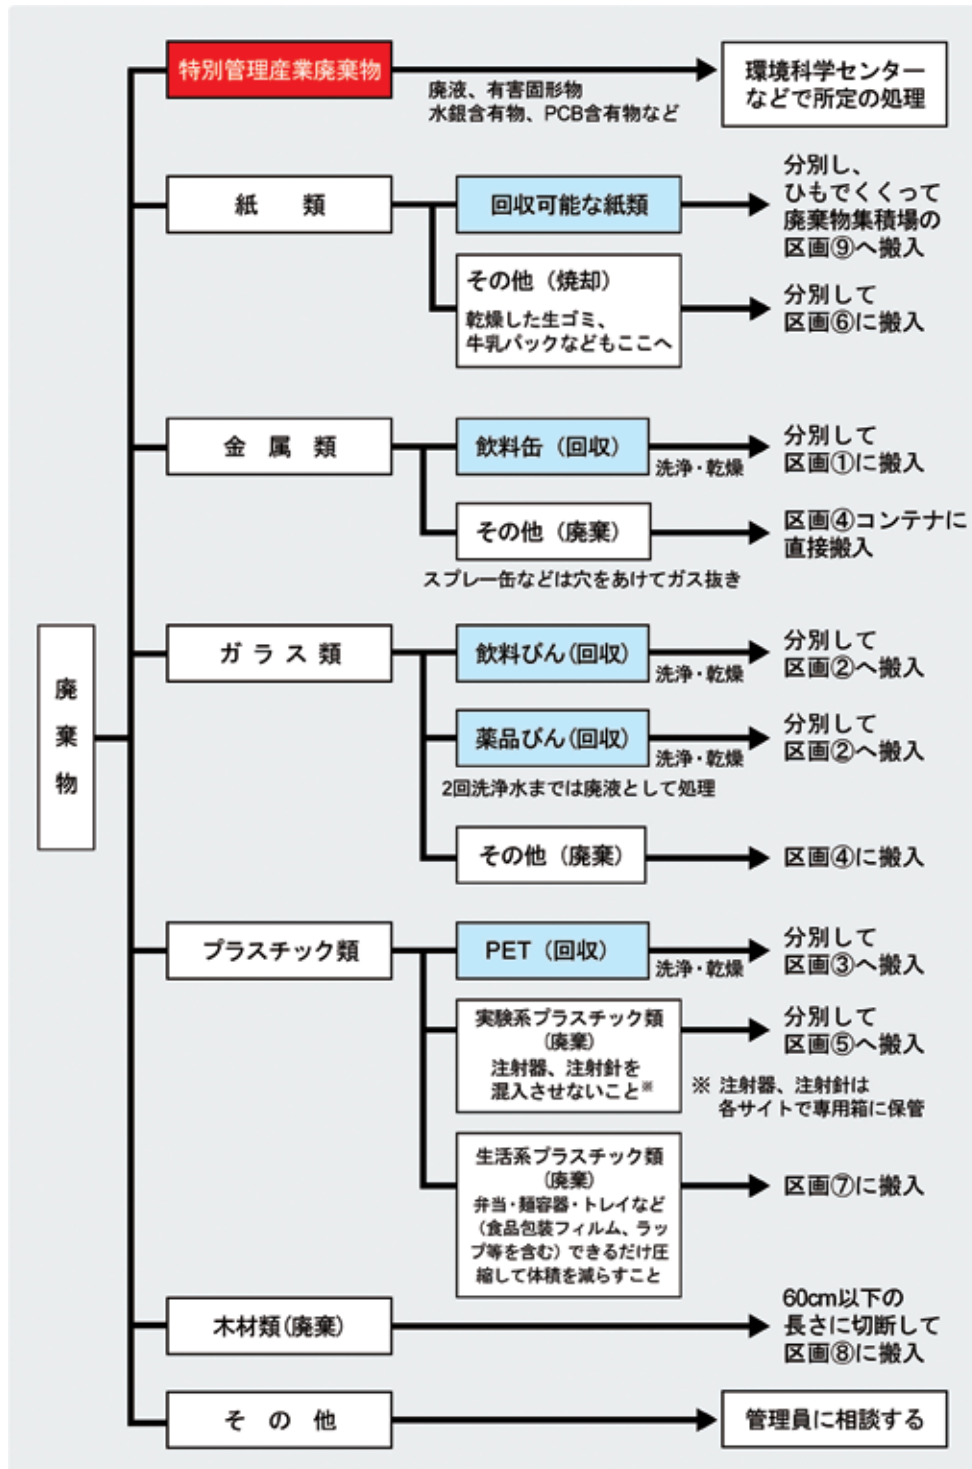 廃棄物
特別管理産業廃棄物
廃液、有害固形物
水銀含有物、PCB含有物など
環境科学センター
などで所定の処理
紙　類
回収可能な紙類
分別し、
ひもでくくって
廃棄物集積場の
区画⑨へ搬入
その他（焼却）
乾燥した生ゴミ、
牛乳パックなどもここへ
分別して
区画⑥に搬入
金　属　類
飲料缶（回収）
洗浄・乾燥
分別して
区画①に搬入
その他（廃棄）
スプレー缶などは穴をあけてガス抜き
区画④コンテナに
直接搬入
ガ ラ ス 類
飲料びん（回収）
洗浄・乾燥
分別して
区画②へ搬入
薬品びん（回収）
洗浄・乾燥
2回洗浄水までは廃液として処理
分別して
区画②へ搬入
その他（廃棄）
区画④に搬入
プラスチック類
PET（回収）
洗浄・乾燥
分別して
区画③へ搬入
実験系プラスチック類
（廃棄）
注射器、注射針を
混入させないこと※
分別して
区画⑤へ搬入
※ 注射器、注射針は
各サイトで専用箱に保管
生活系プラスチック類
（廃棄）
弁当・麺容器・トレイなど
（食品包装フィルム、ラッ
プ等を含む）できるだけ圧
縮して体積を減らすこと
区画⑦に搬入
木材類（廃棄）
60cm以下の
長さに切断して
区画⑧に搬入
そ　の　他
管理員に相談する